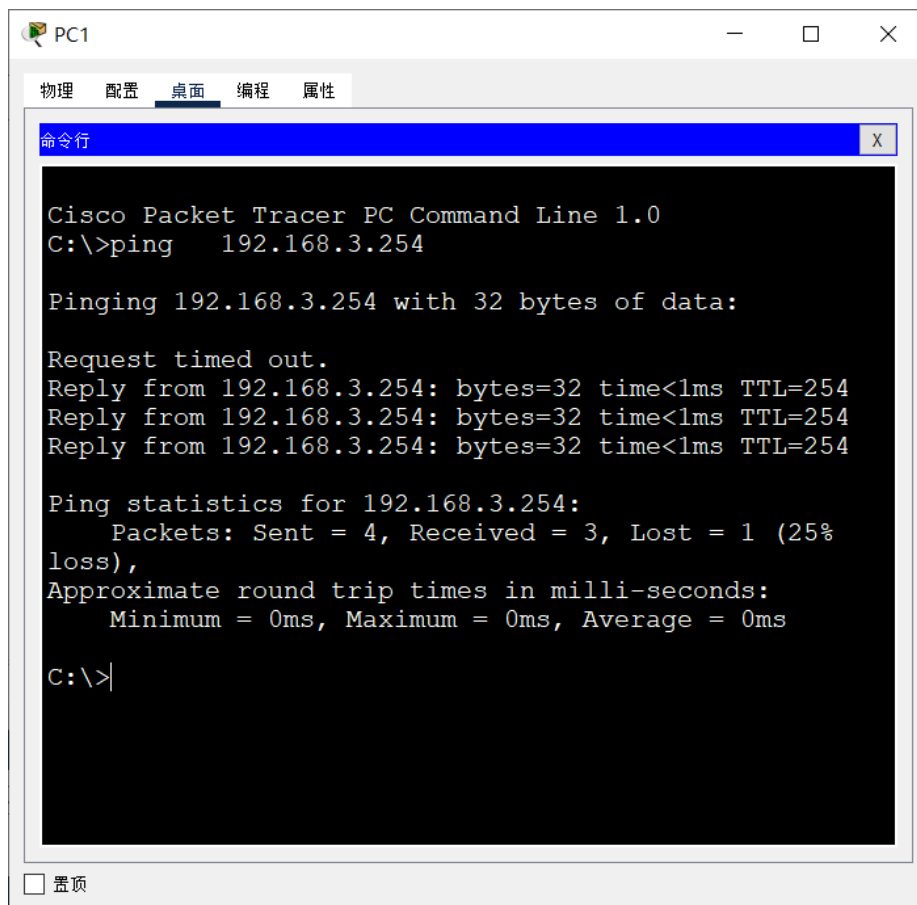 PC1
物理 配置 桌面 编程 属性
命令行 X
Cisco Packet Tracer PC Command Line 1.0
C:\>ping   192.168.3.254
Pinging 192.168.3.254 with 32 bytes of data:
Request timed out.
Reply from 192.168.3.254: bytes=32 time<1ms TTL=254
Reply from 192.168.3.254: bytes=32 time<1ms TTL=254
Reply from 192.168.3.254: bytes=32 time<1ms TTL=254
Ping statistics for 192.168.3.254:
    Packets: Sent = 4, Received = 3, Lost = 1 (25%
loss),
Approximate round trip times in milli-seconds:
    Minimum = 0ms, Maximum = 0ms, Average = 0ms
C:\>
置顶